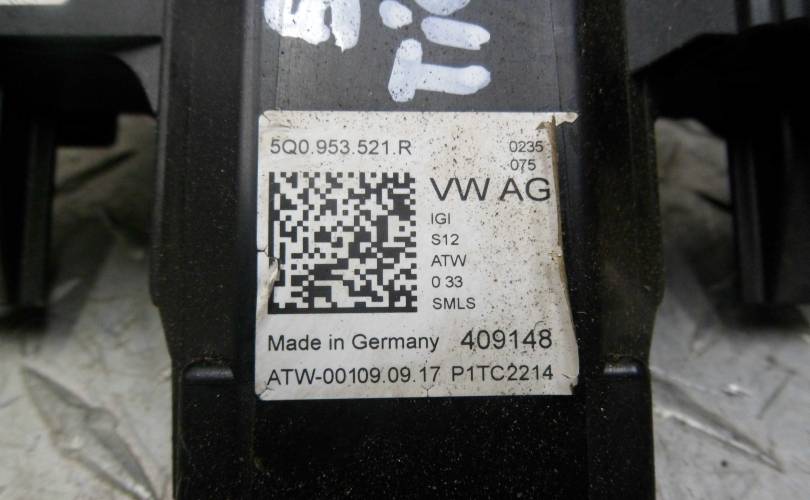 5Q0.953.521.R
0235
075
VW AG
IGI
S12
ATW
0 33
SMLS
Made in Germany 409148
ATW-00109.09.17 P1TC2214